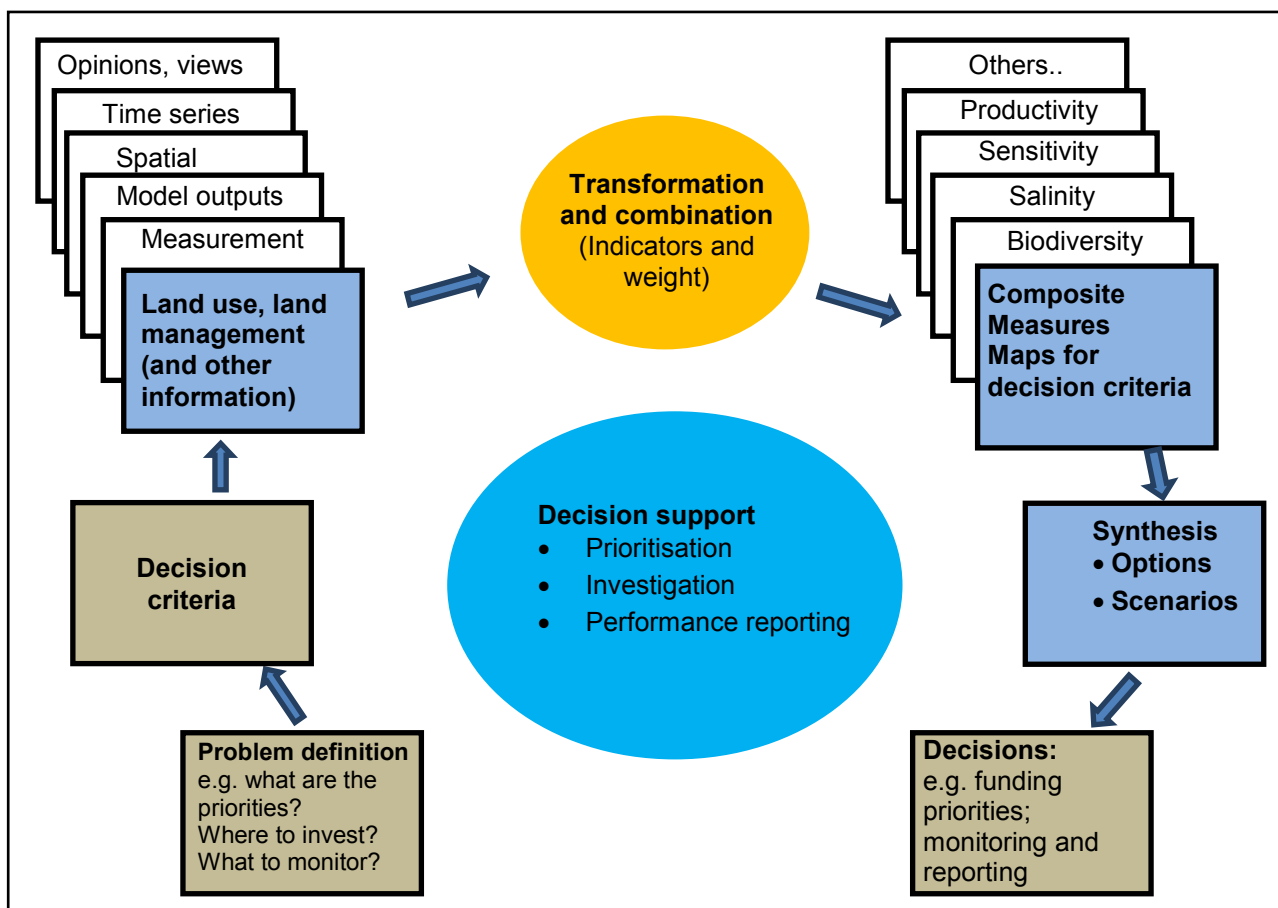 Opinions, views
Time series
Spatial
Model outputs
Measurement
Land use, land
management
(and other
information)
Transformation
and combination
(Indicators and
weight)
Others..
Productivity
Sensitivity
Salinity
Biodiversity
Composite
Measures
Maps for
decision criteria
Decision
criteria
Decision support
• Prioritisation
• Investigation
• Performance reporting
Synthesis
• Options
• Scenarios
Problem definition
e.g. what are the
priorities?
Where to invest?
What to monitor?
Decisions:
e.g. funding
priorities;
monitoring and
reporting